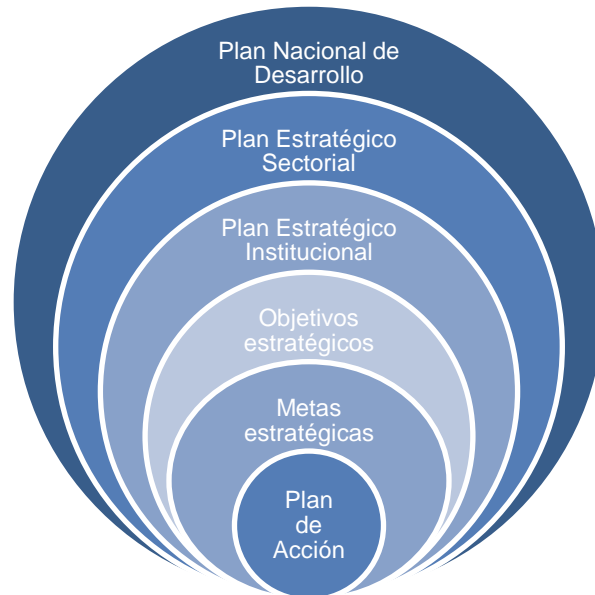 Plan Nacional de
Desarrollo
Plan Estratégico
Sectorial
Plan Estratégico
Institucional
Objetivos
estratégicos
Metas
estratégicas
Plan
de
Acción